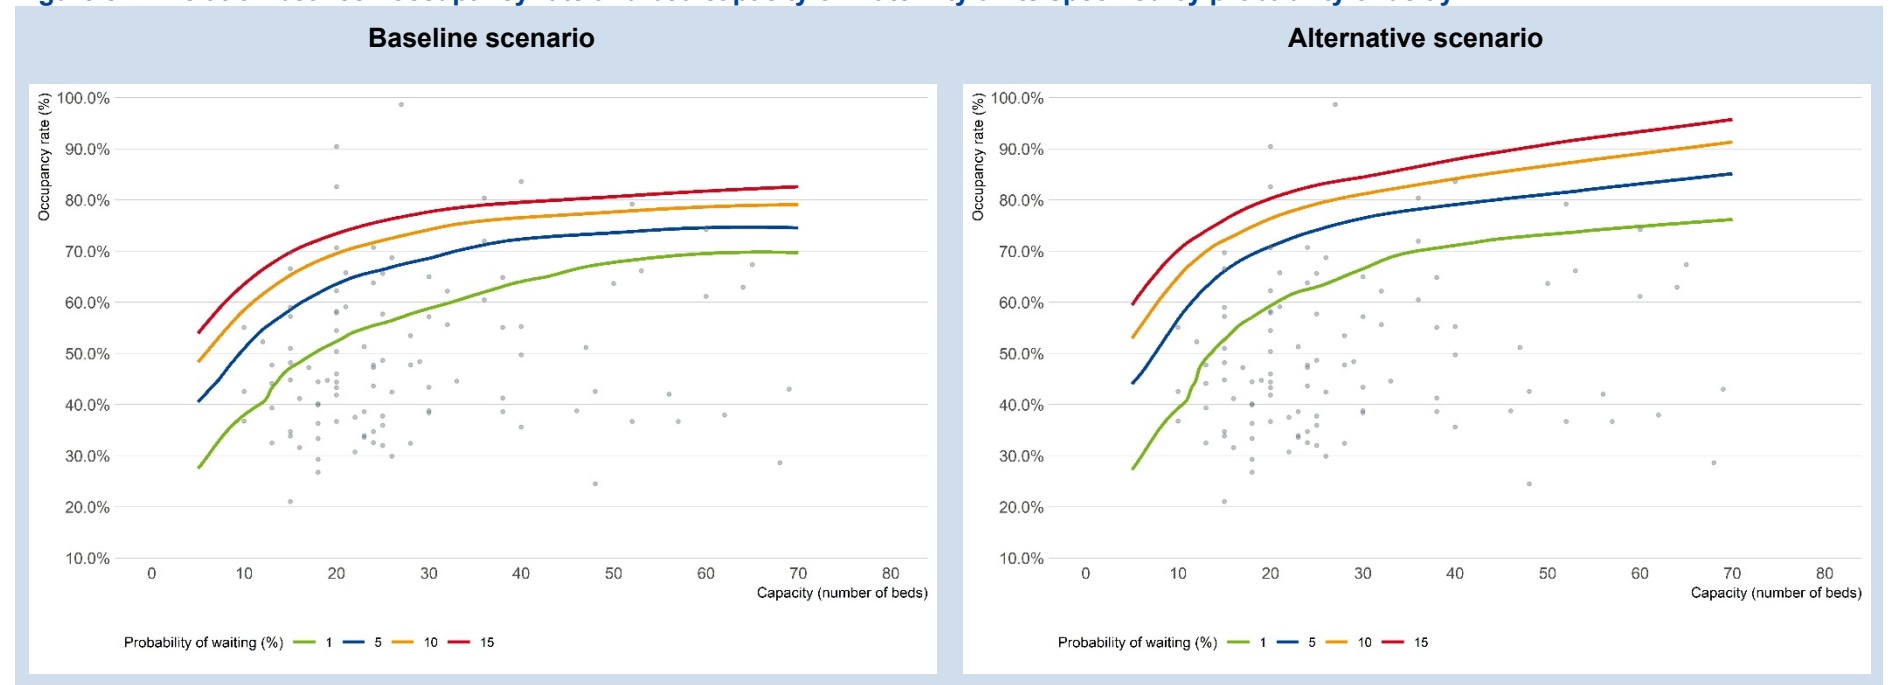 Baseline scenario
Alternative scenario
Occupancy rate (%)
100.0%
90.0%
80.0%
70.0%
60.0%
50.0%
40.0%
30.0%
20.0%
10.0%
0 10 20 30 40 50 60 70 80
Capacity (number of beds)
Probability of waiting (%) 1 5 10 15
Occupancy rate (%)
100.0%
90.0%
80.0%
70.0%
60.0%
50.0%
40.0%
30.0%
20.0%
10.0%
0 10 20 30 40 50 60 70 80
Capacity (number of beds)
Probability of waiting (%) 1 5 10 15